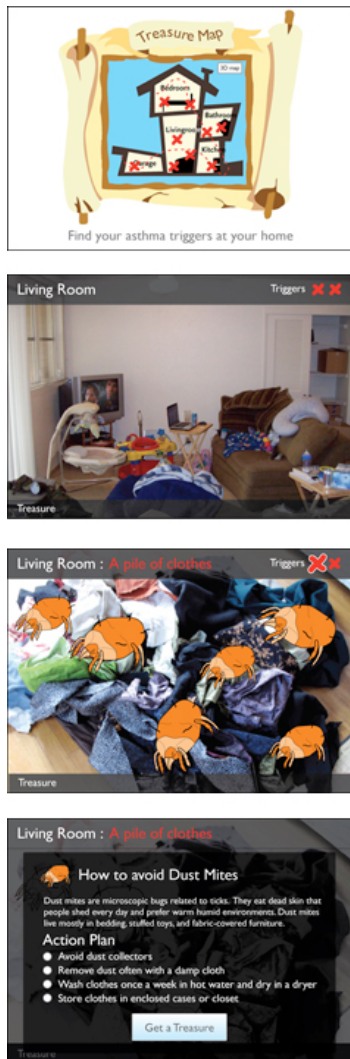 Treasure Map
3D map
Bedroom
Bathroom
Livingroom
Kitchen
Garage
Find your asthma triggers at your home
Living Room
Triggers
Treasure
Living Room : A pile of clothes
Triggers
Treasure
Living Room : A pile of clothes
How to avoid Dust Mites
Dust mites are microscopic bugs related to ticks. They eat dead skin that
people shed every day and prefer warm humid environments. Dust mites
live mostly in bedding, stuffed toys, and fabric-covered furniture.
Action Plan
Avoid dust collectors
Remove dust often with a damp cloth
Wash clothes once a week in hot water and dry in a dryer
Store clothes in enclosed cases or closet
Get a Treasure
Treasure